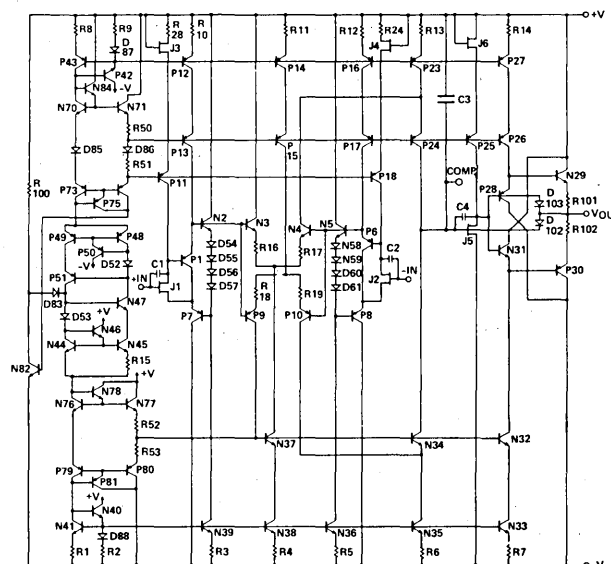 +V
R8
R9
D
87
R
28
J3
R
10
R11
R12
J4
R24
R13
J6
R14
P43
P42
-V
P12
P14
P16
P23
P27
N84
N70
N71
C3
R50
D85
D86
R51
P13
P
15
P17
P24
P25
P26
R
100
P73
P75
P11
P18
COMP
P28
N29
D
103
R101
VOU
D
102
R102
C4
J5
N2
N3
N4
N5
P6
P49
P48
P50
-V
D52
P51
D54
D55
D56
D57
R16
R17
N58
N59
D60
D61
C2
-IN
J2
N31
P30
C1
P1
+IN
J1
D83
N47
D53
+V
N46
N44
N45
R15
P7
R
18
P9
R19
P10
P8
N82
+V
N78
N76
N77
R52
R53
N37
N34
N32
P79
P80
P81
+V
N40
N41
D88
N39
N38
N36
N35
N33
R1
R2
R3
R4
R5
R6
R7